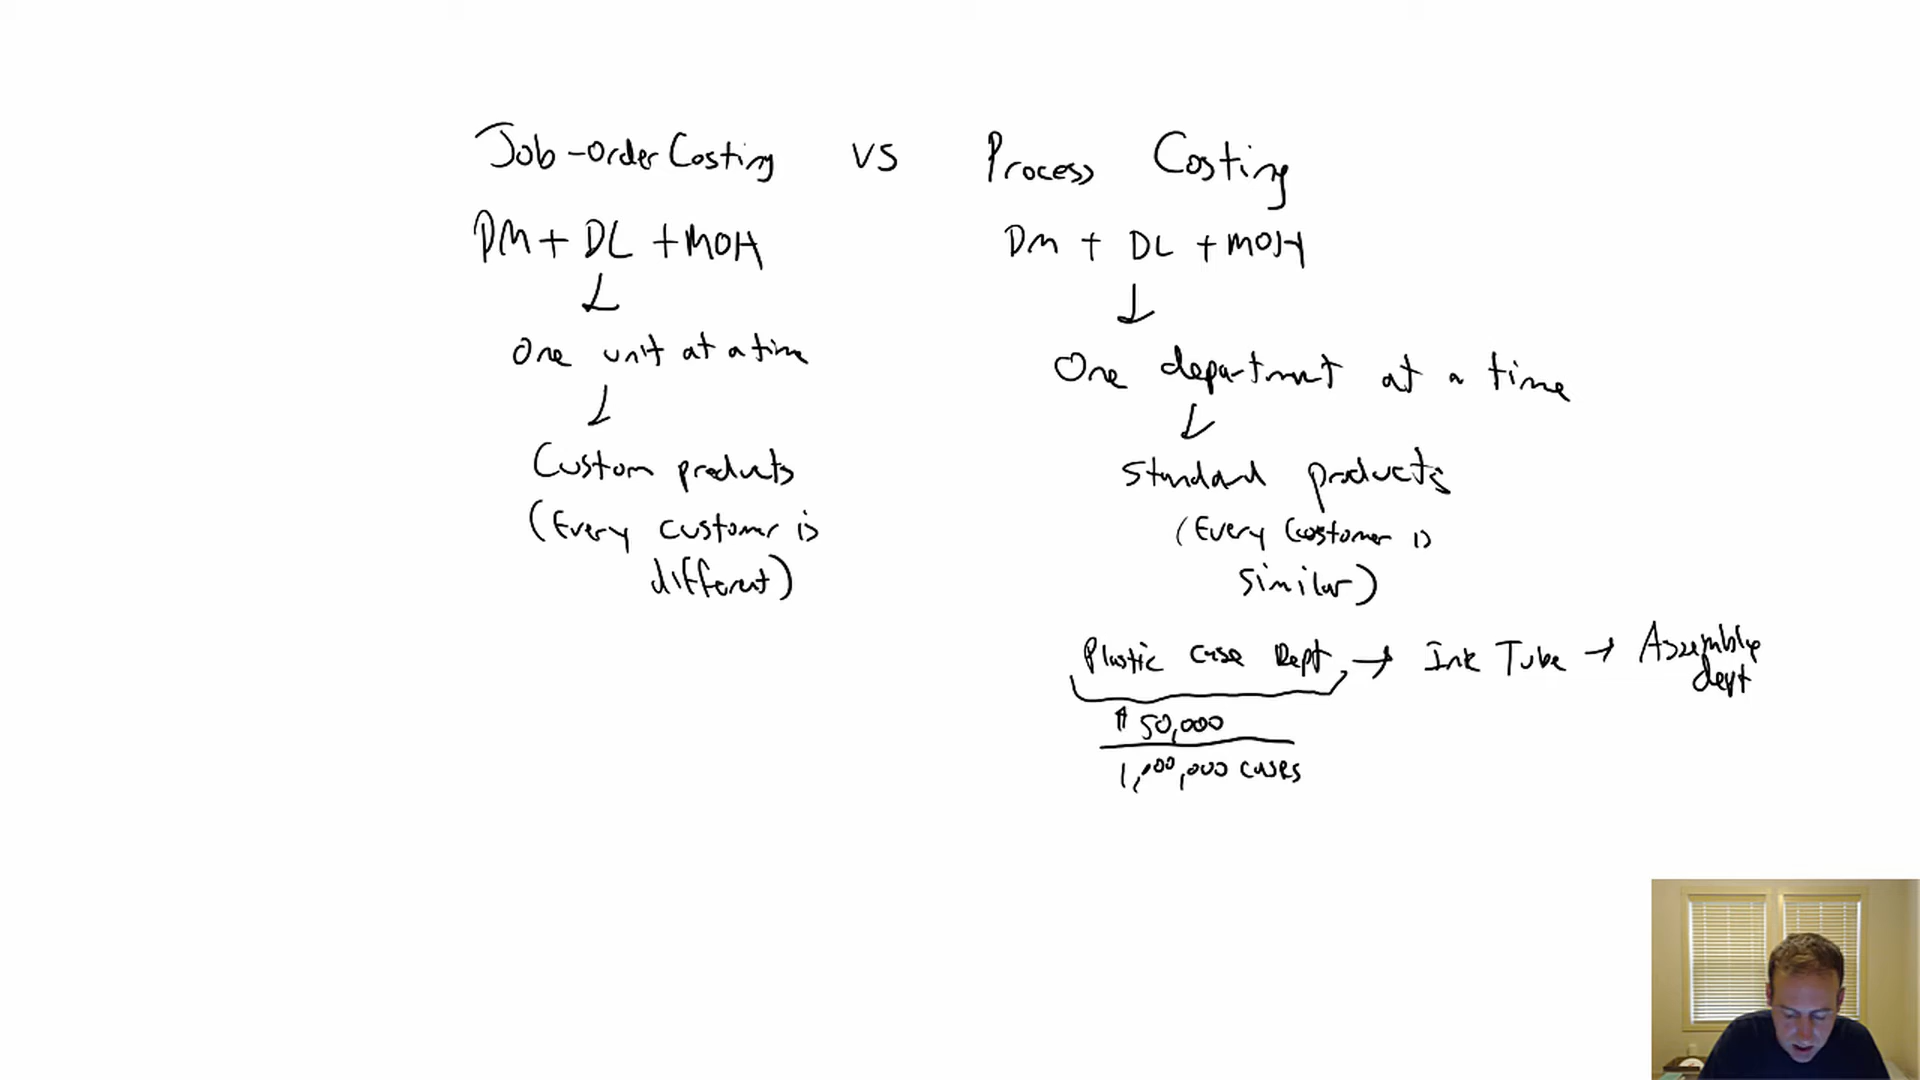 Job-Order Costing vs Process Costing
DM + DL + MOH
DM + DL + MOH
One unit at a time
One department at a time
Custom products
Standard products
(Every customer is
different)
(Every customer is
similar)
Plastic Case Dept → Ink Tube → Assembly
dept
$ 50,000
1,000,000 cases